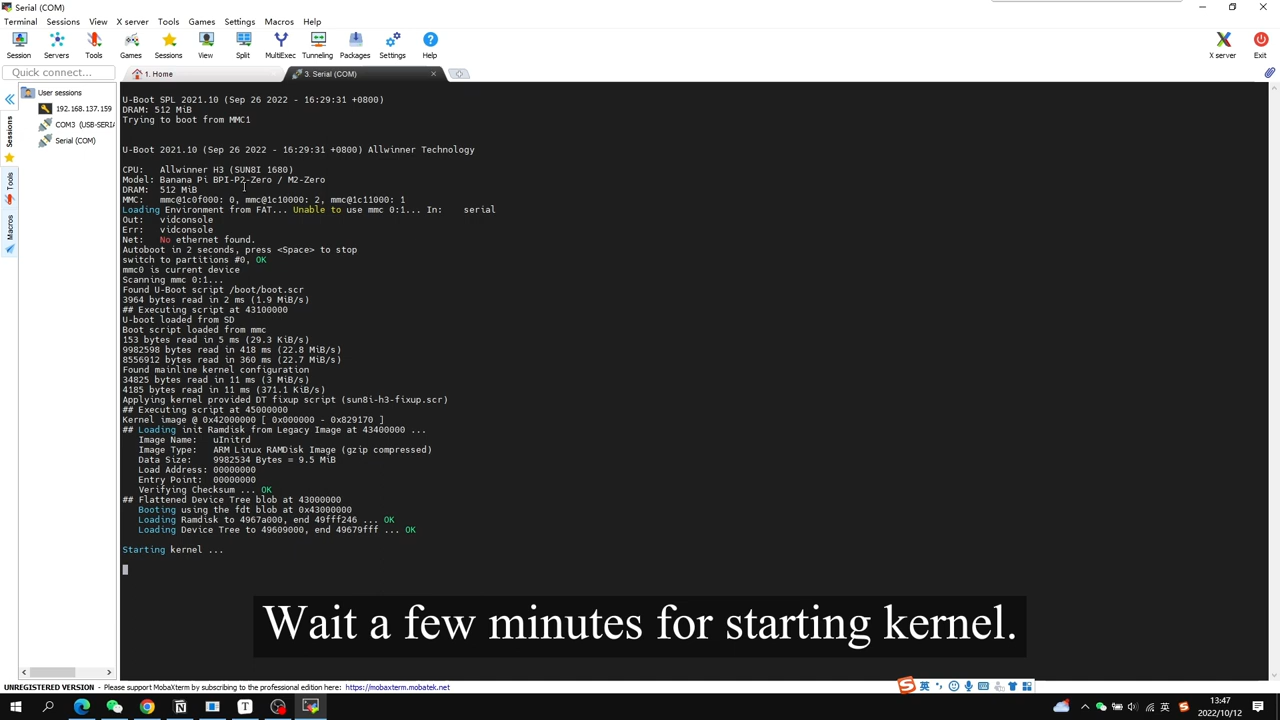 Serial (COM)
Terminal Sessions View X server Tools Games Settings Macros Help
Session Servers Tools Games Sessions View Split MultiExec Tunneling Packages Settings Help X server Exit
Quick connect... 1. Home 3. Serial (COM)
User sessions
192.168.137.159
COM3 (USB-SERIA
Serial (COM)
Sessions
Tools
Macros
U-Boot SPL 2021.10 (Sep 26 2022 - 16:29:31 +0800)
DRAM: 512 MiB
Trying to boot from MMC1
U-Boot 2021.10 (Sep 26 2022 - 16:29:31 +0800) Allwinner Technology
CPU: Allwinner H3 (SUN8I 1680)
Model: Banana Pi BPI-P2-Zero / M2-Zero
DRAM: 512 MiB
MMC: mmc@1c0f000: 0, mmc@1c10000: 2, mmc@1c11000: 1
Loading Environment from FAT... Unable to use mmc 0:1... In: serial
Out: vidconsole
Err: vidconsole
Net: No ethernet found.
Autoboot in 2 seconds, press <Space> to stop
switch to partitions #0, OK
mmc0 is current device
Scanning mmc 0:1...
Found U-Boot script /boot/boot.scr
3964 bytes read in 2 ms (1.9 MiB/s)
## Executing script at 43100000
U-boot loaded from SD
Boot script loaded from mmc
153 bytes read in 5 ms (29.3 KiB/s)
9982598 bytes read in 418 ms (22.8 MiB/s)
8556912 bytes read in 360 ms (22.7 MiB/s)
Found mainline kernel configuration
34825 bytes read in 11 ms (3 MiB/s)
4185 bytes read in 11 ms (371.1 KiB/s)
Applying kernel provided DT fixup script (sun8i-h3-fixup.scr)
## Executing script at 45000000
Kernel image @ 0x42000000 [ 0x000000 - 0x829170 ]
## Loading init Ramdisk from Legacy Image at 43400000 ...
Image Name: uInitrd
Image Type: ARM Linux RAMDisk Image (gzip compressed)
Data Size: 9982534 Bytes = 9.5 MiB
Load Address: 00000000
Entry Point: 00000000
Verifying Checksum ... OK
## Flattened Device Tree blob at 43000000
Booting using the fdt blob at 0x43000000
Loading Ramdisk to 4967a000, end 49fff246 ... OK
Loading Device Tree to 49609000, end 49679fff ... OK
Starting kernel ...
Wait a few minutes for starting kernel.
UNREGISTERED VERSION - Please support MobaXterm by subscribing to the professional edition here: https://mobaxterm.mobatek.net
英
英
13:47
2022/10/12